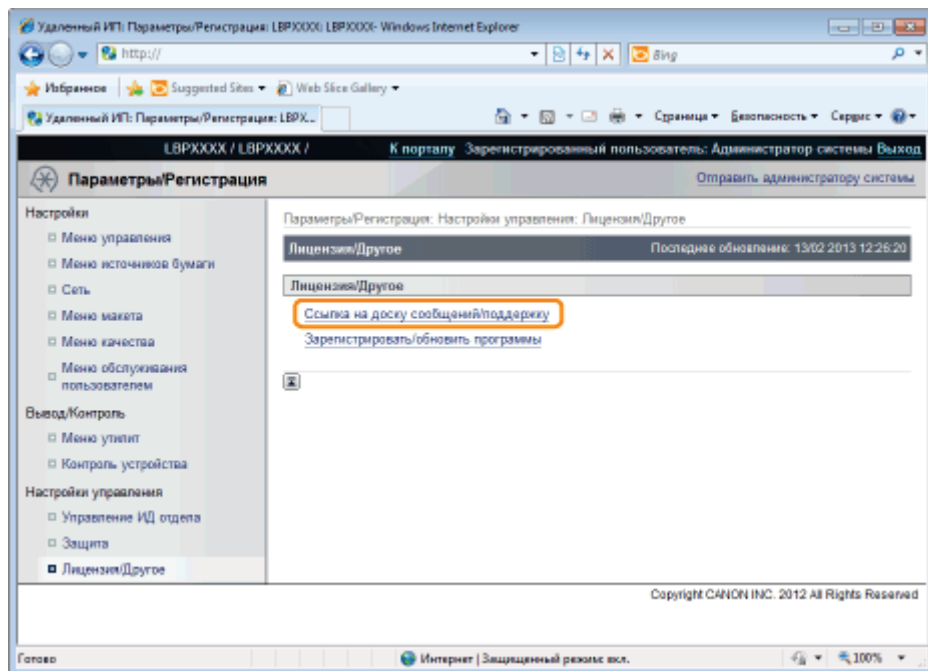 Удаленный ИП: Параметры/Регистрация: LBPXXXX: LBPXXXX- Windows Internet Explorer
http://
Bing
Избранное Suggested Sites Web Slice Gallery
Удаленный ИП: Параметры/Регистрация: LBPX...
Страница Безопасность Сервис
LBPXXXX / LBPXXXX /
К порталу Зарегистрированный пользователь: Администратор системы Выход
Параметры/Регистрация
Отправить администратору системы
Настройки
Меню управления
Меню источников бумаги
Сеть
Меню макета
Меню качества
Меню обслуживания
пользователем
Вывод/Контроль
Меню утилит
Контроль устройства
Настройки управления
Управление ИД отдела
Защита
Лицензия/Другое
Параметры/Регистрация: Настройки управления: Лицензия/Другое
Лицензия/Другое
Последнее обновление: 13/02 2013 12:26:20
Лицензия/Другое
Ссылка на доску сообщений/поддержку
Зарегистрировать/обновить программы
Copyright CANON INC. 2012 All Rights Reserved
Готово
Интернет | Защищенный режим: вкл.
100%